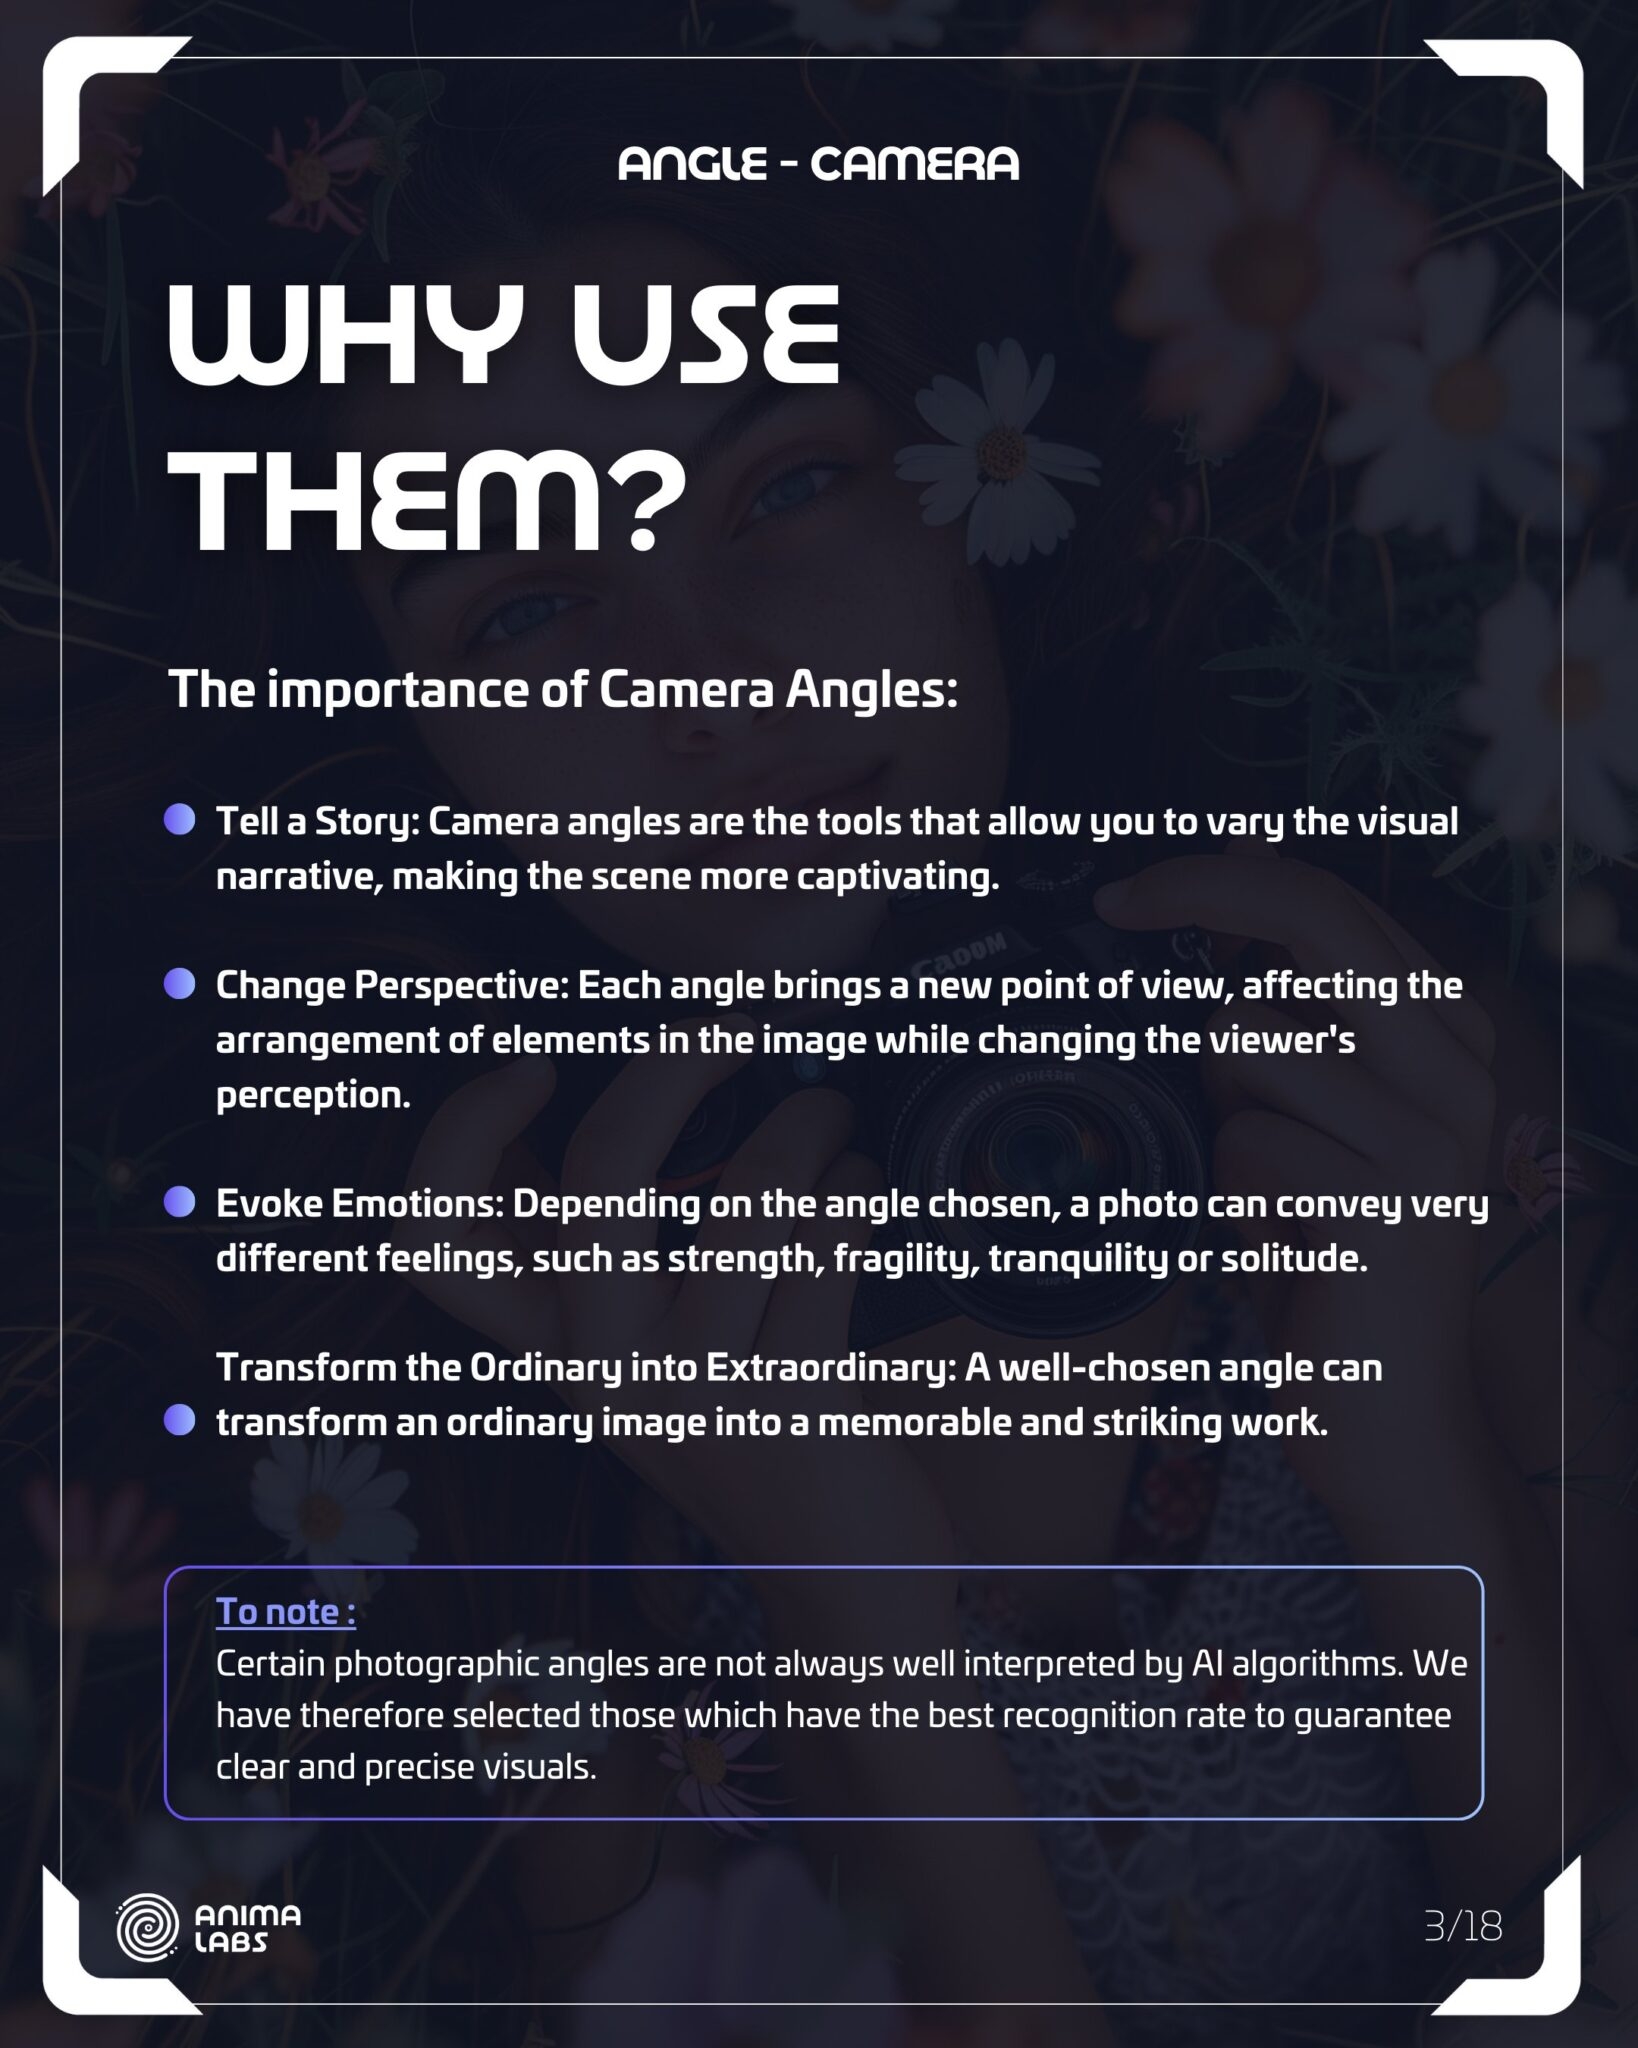 ANGLE - CAMERA
WHY USE
THEM?
The importance of Camera Angles:
Tell a Story: Camera angles are the tools that allow you to vary the visual
narrative, making the scene more captivating.
Change Perspective: Each angle brings a new point of view, affecting the
arrangement of elements in the image while changing the viewer's
perception.
Evoke Emotions: Depending on the angle chosen, a photo can convey very
different feelings, such as strength, fragility, tranquility or solitude.
Transform the Ordinary into Extraordinary: A well-chosen angle can
transform an ordinary image into a memorable and striking work.
To note :
Certain photographic angles are not always well interpreted by AI algorithms. We
have therefore selected those which have the best recognition rate to guarantee
clear and precise visuals.
ANIMA
LABS
3/18